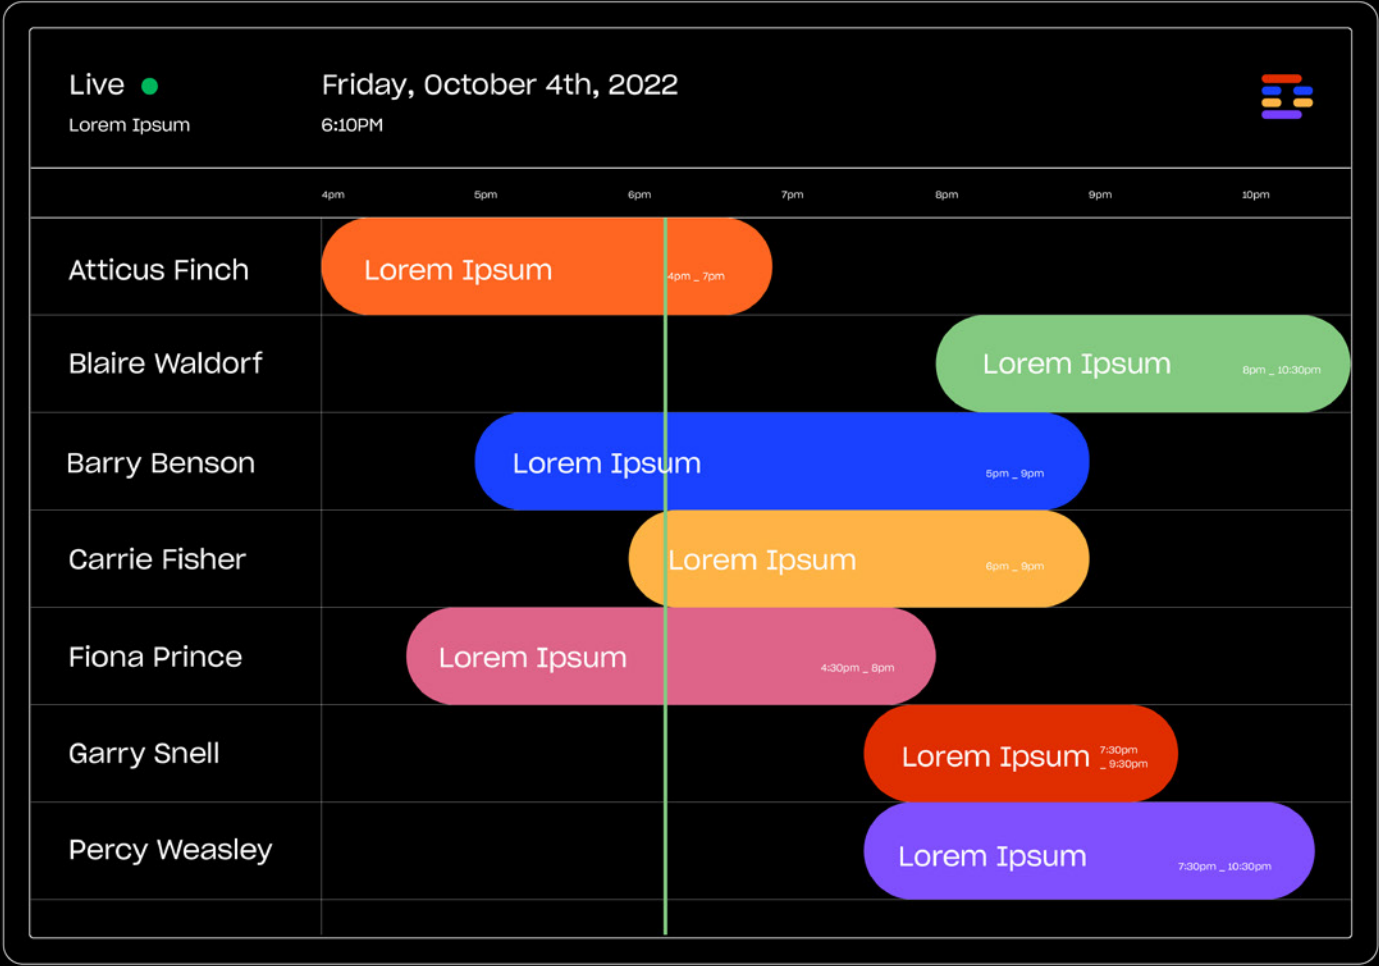 Live
Friday, October 4th, 2022
Lorem Ipsum
6:10PM
4pm 5pm 6pm 7pm 8pm 9pm 10pm
Atticus Finch
Lorem Ipsum
4pm _ 7pm
Blaire Waldorf
Lorem Ipsum
8pm _ 10:30pm
Barry Benson
Lorem Ipsum
5pm _ 9pm
Carrie Fisher
Lorem Ipsum
6pm _ 9pm
Fiona Prince
Lorem Ipsum
4:30pm _ 8pm
Garry Snell
Lorem Ipsum
7:30pm
_ 9:30pm
Percy Weasley
Lorem Ipsum
7:30pm _ 10:30pm